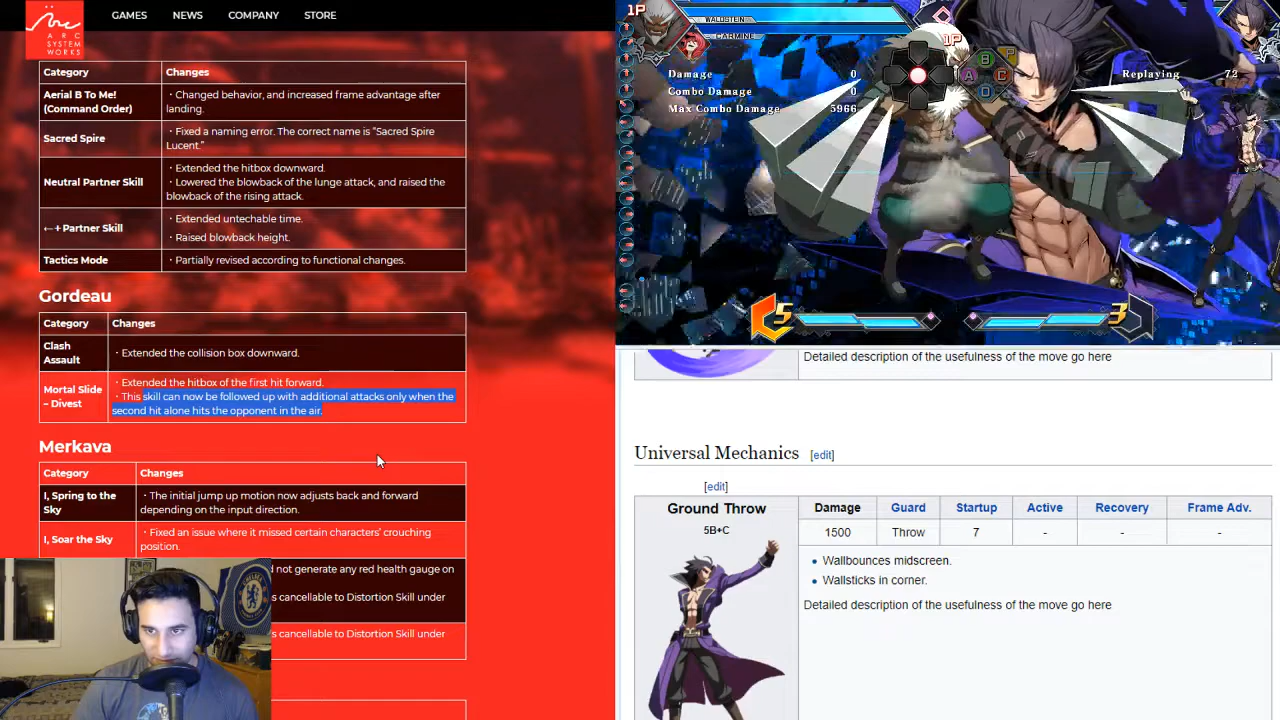 ARC
SYSTEM
WORKS
GAMES NEWS COMPANY STORE
Category Changes
Aerial B To Me!
(Command Order)
・Changed behavior, and increased frame advantage after
landing.
Sacred Spire
・Fixed a naming error. The correct name is "Sacred Spire
Lucent."
Neutral Partner Skill
・Extended the hitbox downward.
・Lowered the blowback of the lunge attack, and raised the
blowback of the rising attack.
←+ Partner Skill
・Extended untechable time.
・Raised blowback height.
Tactics Mode
・Partially revised according to functional changes.
Gordeau
Category Changes
Clash
Assault
・Extended the collision box downward.
Mortal Slide
– Divest
・Extended the hitbox of the first hit forward.
・This skill can now be followed up with additional attacks only when the
second hit alone hits the opponent in the air.
Merkava
Category Changes
I, Spring to the
Sky
・The initial jump up motion now adjusts back and forward
depending on the input direction.
I, Soar the Sky
・Fixed an issue where it missed certain characters' crouching
position.
d not generate any red health gauge on
s cancellable to Distortion Skill under
s cancellable to Distortion Skill under
CHELSEA
1P
WALDSTEIN
CARMINE
Damage 0
Combo Damage 0
Max Combo Damage 5966
1P
P
B
A C
D
Replaying 72
5
3
Detailed description of the usefulness of the move go here
Universal Mechanics [edit]
[edit]
Ground Throw
5B+C
Damage Guard Startup Active Recovery Frame Adv.
1500 Throw 7 - - -
Wallbounces midscreen.
Wallsticks in corner.
Detailed description of the usefulness of the move go here